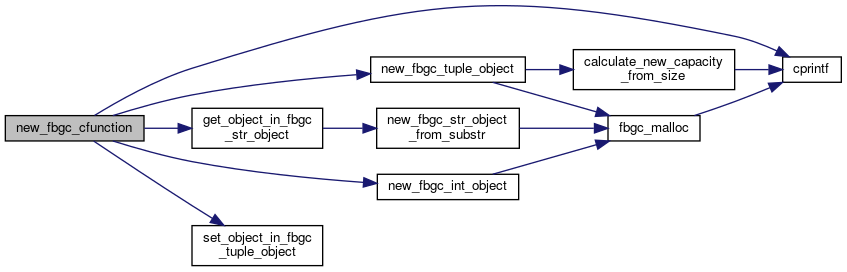 new_fbgc_cfunction
new_fbgc_tuple_object
calculate_new_capacity
_from_size
cprintf
get_object_in_fbgc
_str_object
new_fbgc_str_object
_from_substr
fbgc_malloc
new_fbgc_int_object
set_object_in_fbgc
_tuple_object